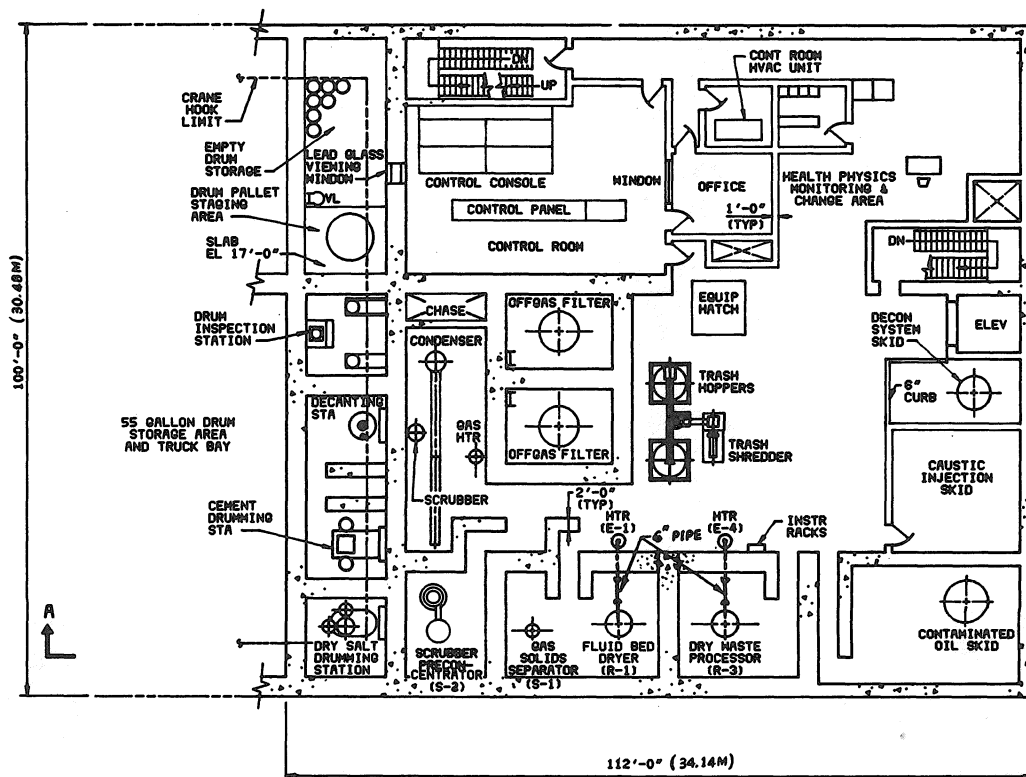 DN
UP
CONT ROOM
HVAC UNIT
CRANE
HOOK
LIMIT
EMPTY
DRUM
STORAGE
LEAD GLASS
VIEWING
WINDOW
DRUM PALLET
STAGING
AREA
VL
SLAB
EL 17'-0"
CONTROL CONSOLE
CONTROL PANEL
CONTROL ROOM
WINDOW
OFFICE
HEALTH PHYSICS
MONITORING &
CHANGE AREA
1'-0"
(TYP)
DN
100'-0" (30.48M)
DRUM
INSPECTION
STATION
CHASE
CONDENSER
OFFGAS FILTER
EQUIP
HATCH
DECON
SYSTEM
SKID
ELEV
6"
CURB
TRASH
HOPPERS
TRASH
SHREDDER
DECANTING
STA
55 GALLON DRUM
STORAGE AREA
AND TRUCK BAY
GAS
HTR
OFFGAS FILTER
CAUSTIC
INJECTION
SKID
CEMENT
DRUMMING
STA
SCRUBBER
2'-0"
(TYP)
HTR
(E-1)
6" PIPE
HTR
(E-4)
INSTR
RACKS
A
DRY SALT
DRUMMING
STATION
SCRUBBER
PRECON-
CENTRATOR
(S-2)
GAS
SOLIDS
SEPARATOR
(S-1)
FLUID BED
DRYER
(R-1)
DRY WASTE
PROCESSOR
(R-3)
CONTAMINATED
OIL SKID
112'-0" (34.14M)